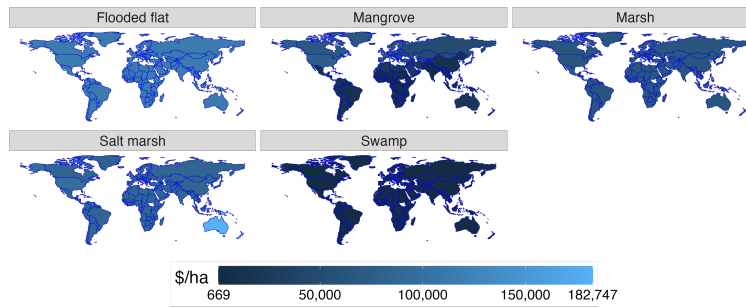 Flooded flat
Mangrove
Marsh
Salt marsh
Swamp
$/ha
669 50,000 100,000 150,000 182,747